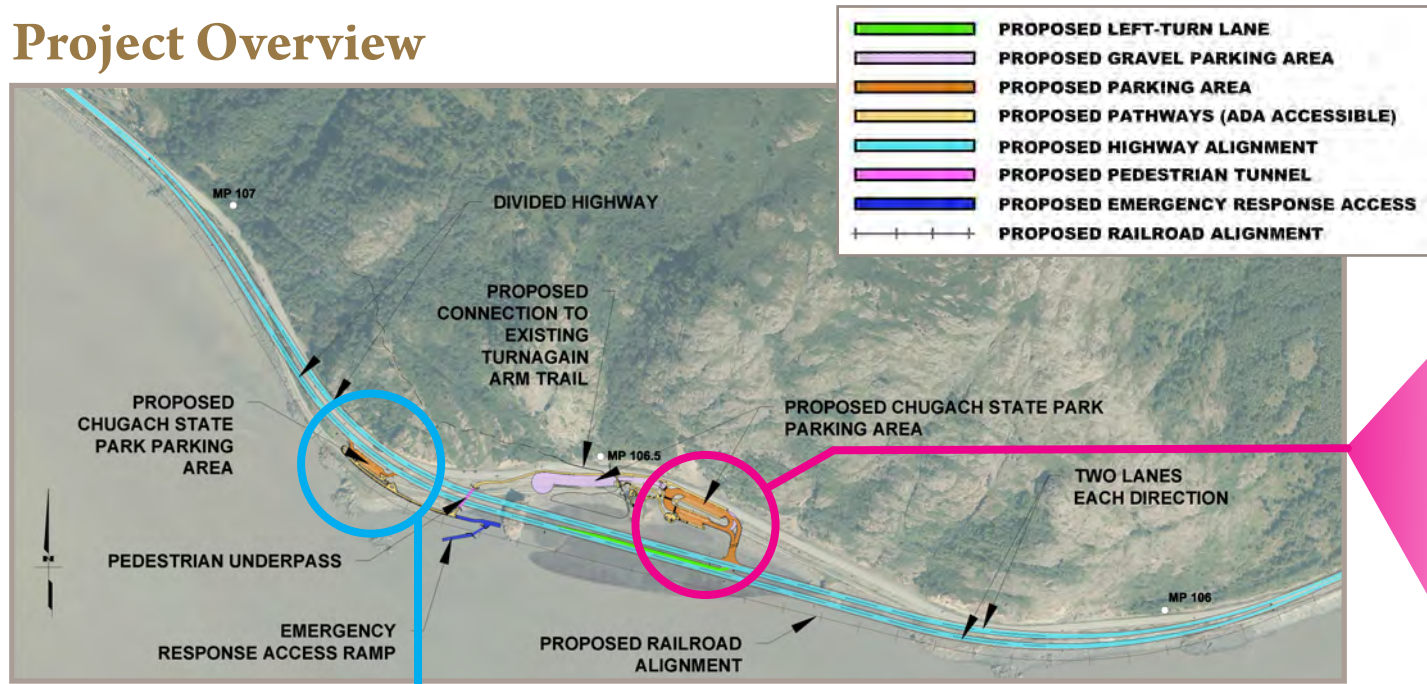 Project Overview
PROPOSED LEFT-TURN LANE
PROPOSED GRAVEL PARKING AREA
PROPOSED PARKING AREA
PROPOSED PATHWAYS (ADA ACCESSIBLE)
PROPOSED HIGHWAY ALIGNMENT
PROPOSED PEDESTRIAN TUNNEL
PROPOSED EMERGENCY RESPONSE ACCESS
PROPOSED RAILROAD ALIGNMENT
MP 107
DIVIDED HIGHWAY
PROPOSED
CONNECTION TO
EXISTING
TURNAGAIN
ARM TRAIL
PROPOSED
CHUGACH STATE
PARK PARKING
AREA
PROPOSED CHUGACH STATE PARK
PARKING AREA
MP 106.5
TWO LANES
EACH DIRECTION
PEDESTRIAN UNDERPASS
N
MP 106
EMERGENCY
RESPONSE ACCESS RAMP
PROPOSED RAILROAD
ALIGNMENT